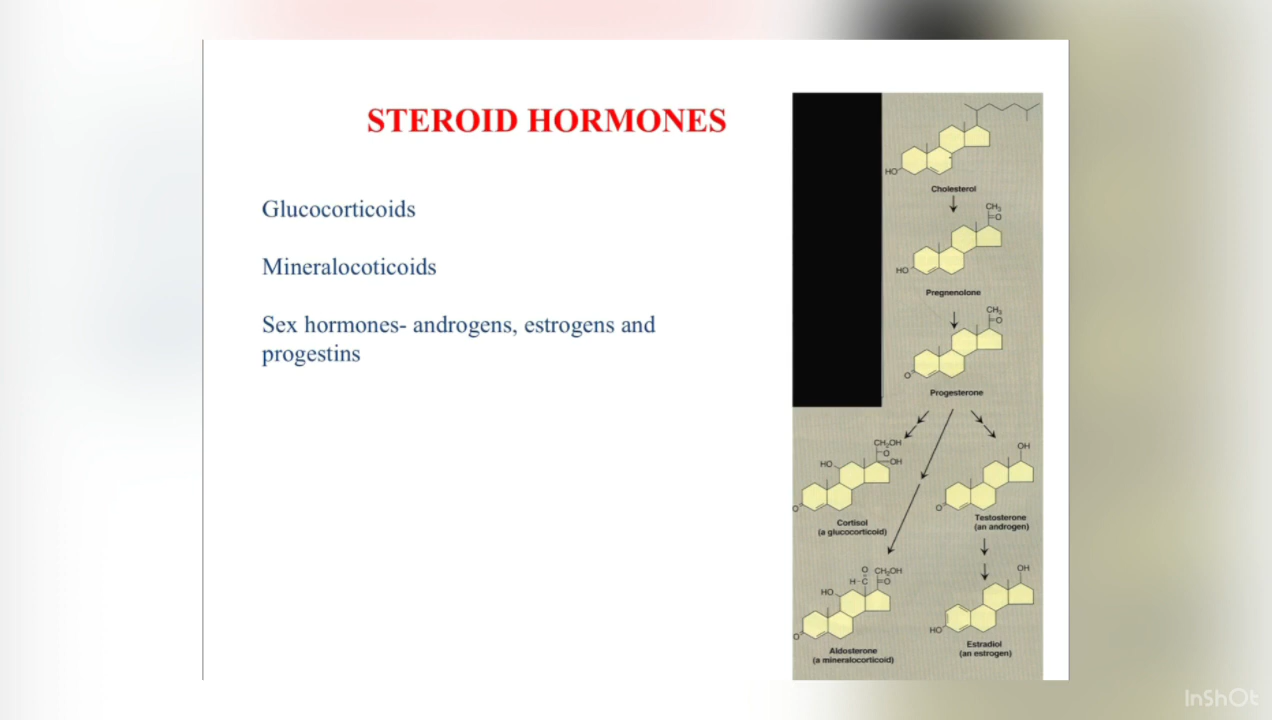 STEROID HORMONES
Glucocorticoids
Mineralocoticoids
Sex hormones- androgens, estrogens and
progestins
HO
Cholesterol
CH3
=O
HO
Pregnenolone
CH3
=O
O
Progesterone
CH2OH
O
HO
OH
O
Cortisol
(a glucocorticoid)
OH
O
Testosterone
(an androgen)
O
CH2OH
H-C
=O
HO
O
Aldosterone
(a mineralocorticoid)
OH
HO
Estradiol
(an estrogen)
InShOt